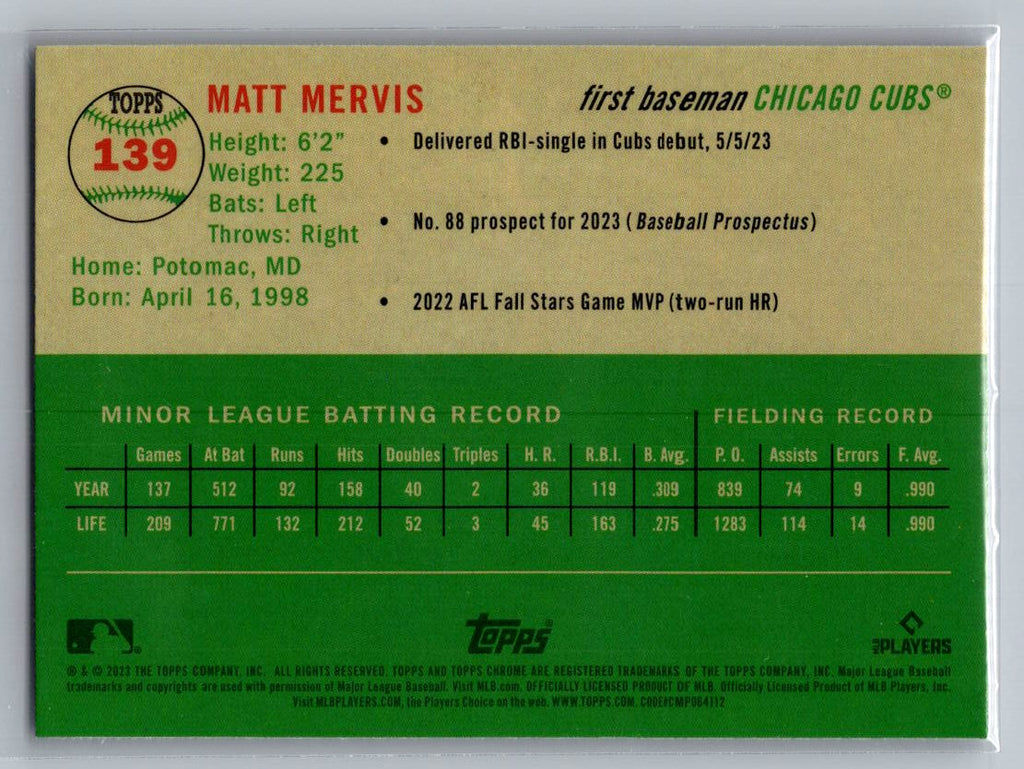 TOPPS
139
MATT MERVIS
first baseman CHICAGO CUBS®
Height: 6'2"
Weight: 225
Bats: Left
Throws: Right
Home: Potomac, MD
Born: April 16, 1998
• Delivered RBI-single in Cubs debut, 5/5/23
• No. 88 prospect for 2023 (Baseball Prospectus)
• 2022 AFL Fall Stars Game MVP (two-run HR)
MINOR LEAGUE BATTING RECORD FIELDING RECORD
Games At Bat Runs Hits Doubles Triples H. R. R.B.I. B. Avg. P. O. Assists Errors F. Avg.
YEAR 137 512 92 158 40 2 36 119 .309 839 74 9 .990
LIFE 209 771 132 212 52 3 45 163 .275 1283 114 14 .990
Topps®
MLB PLAYERS
® & © 2023 THE TOPPS COMPANY, INC. ALL RIGHTS RESERVED. TOPPS AND TOPPS CHROME ARE REGISTERED TRADEMARKS OF THE TOPPS COMPANY, INC. Major League Baseball
trademarks and copyrights are used with permission of Major League Baseball. Visit MLB.com. OFFICIALLY LICENSED PRODUCT OF MLB. Officially Licensed Product of MLB Players, Inc.
Visit MLBPLAYERS.COM, the Players Choice on the web. WWW.TOPPS.COM. CODE#CMP084112